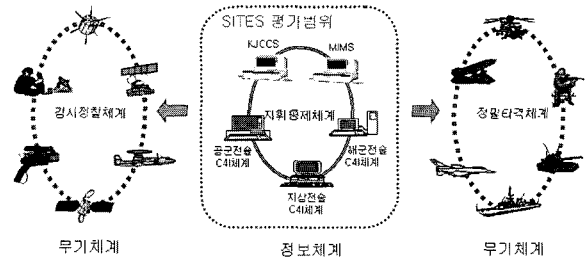 SITES 평가범위
KJCCS
MIMS
감시정찰체계
지휘통제체계
정밀타격체계
공군전술
C4I체계
해군전술
C4I체계
지상전술
C4I체계
무기체계
정보체계
무기체계